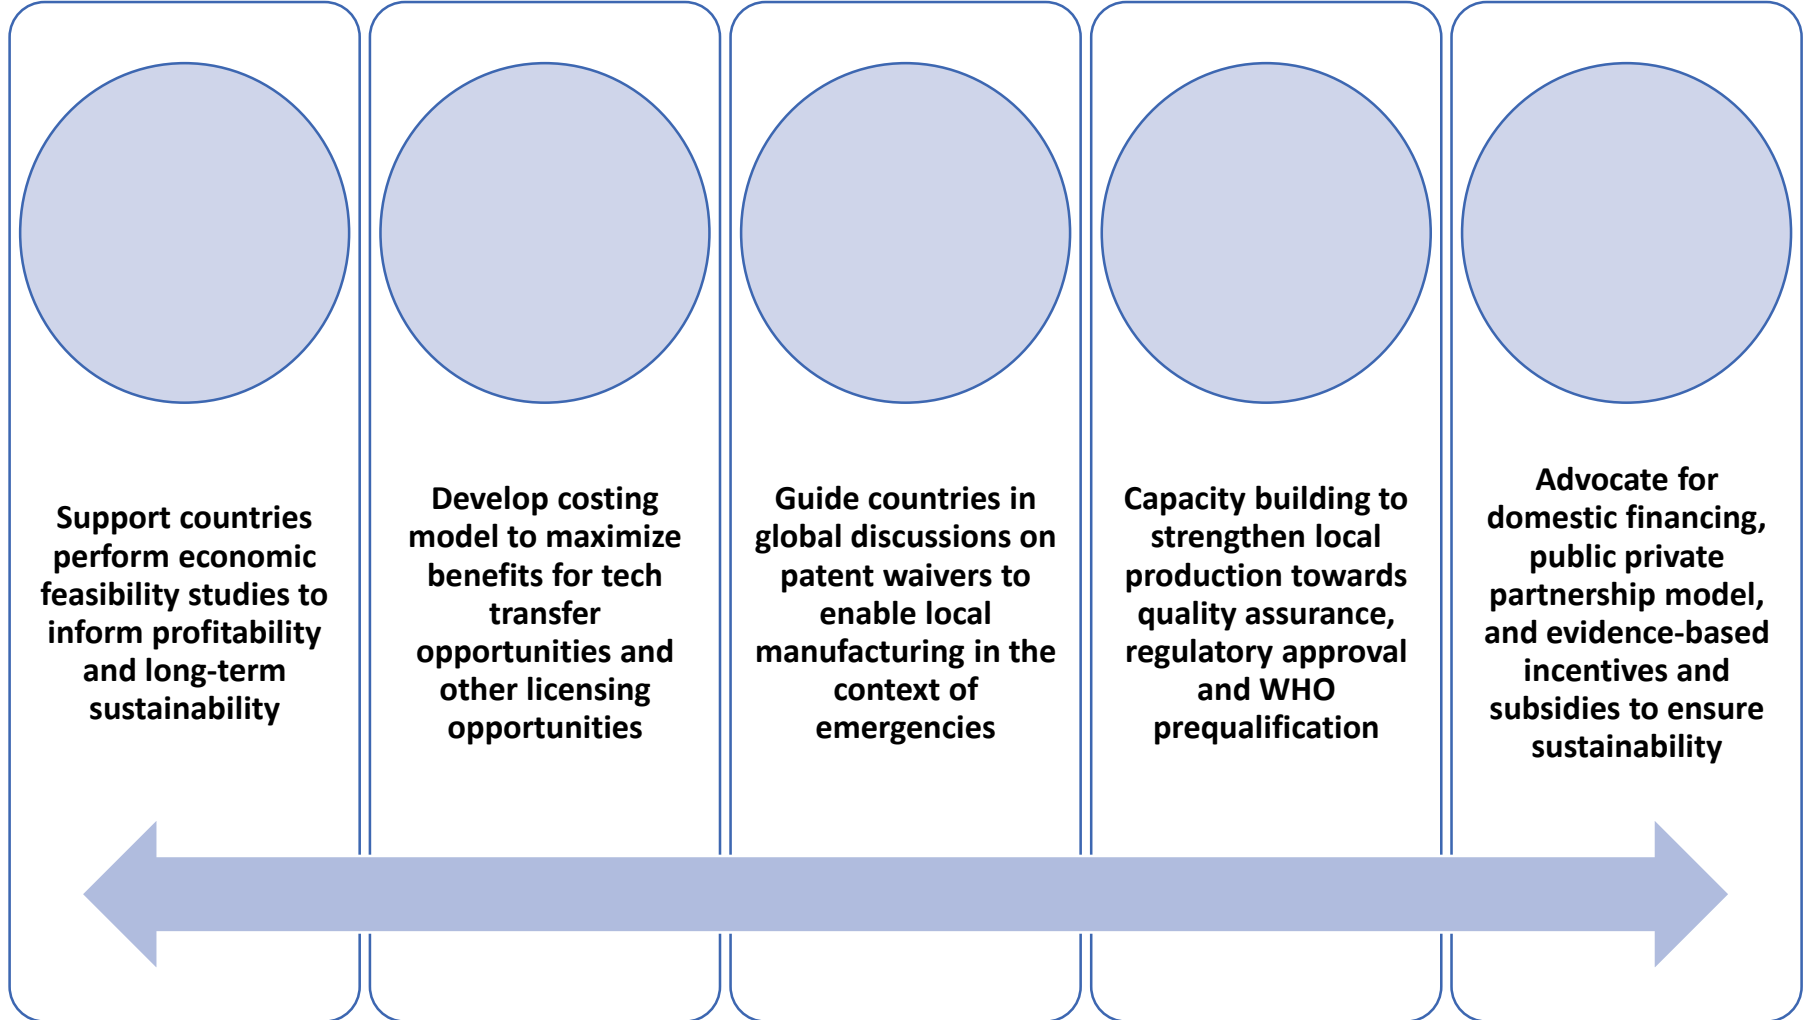 Support countries
perform economic
feasibility studies to
inform profitability
and long-term
sustainability
Develop costing
model to maximize
benefits for tech
transfer
opportunities and
other licensing
opportunities
Guide countries in
global discussions on
patent waivers to
enable local
manufacturing in the
context of
emergencies
Capacity building to
strengthen local
production towards
quality assurance,
regulatory approval
and WHO
prequalification
Advocate for
domestic financing,
public private
partnership model,
and evidence-based
incentives and
subsidies to ensure
sustainability